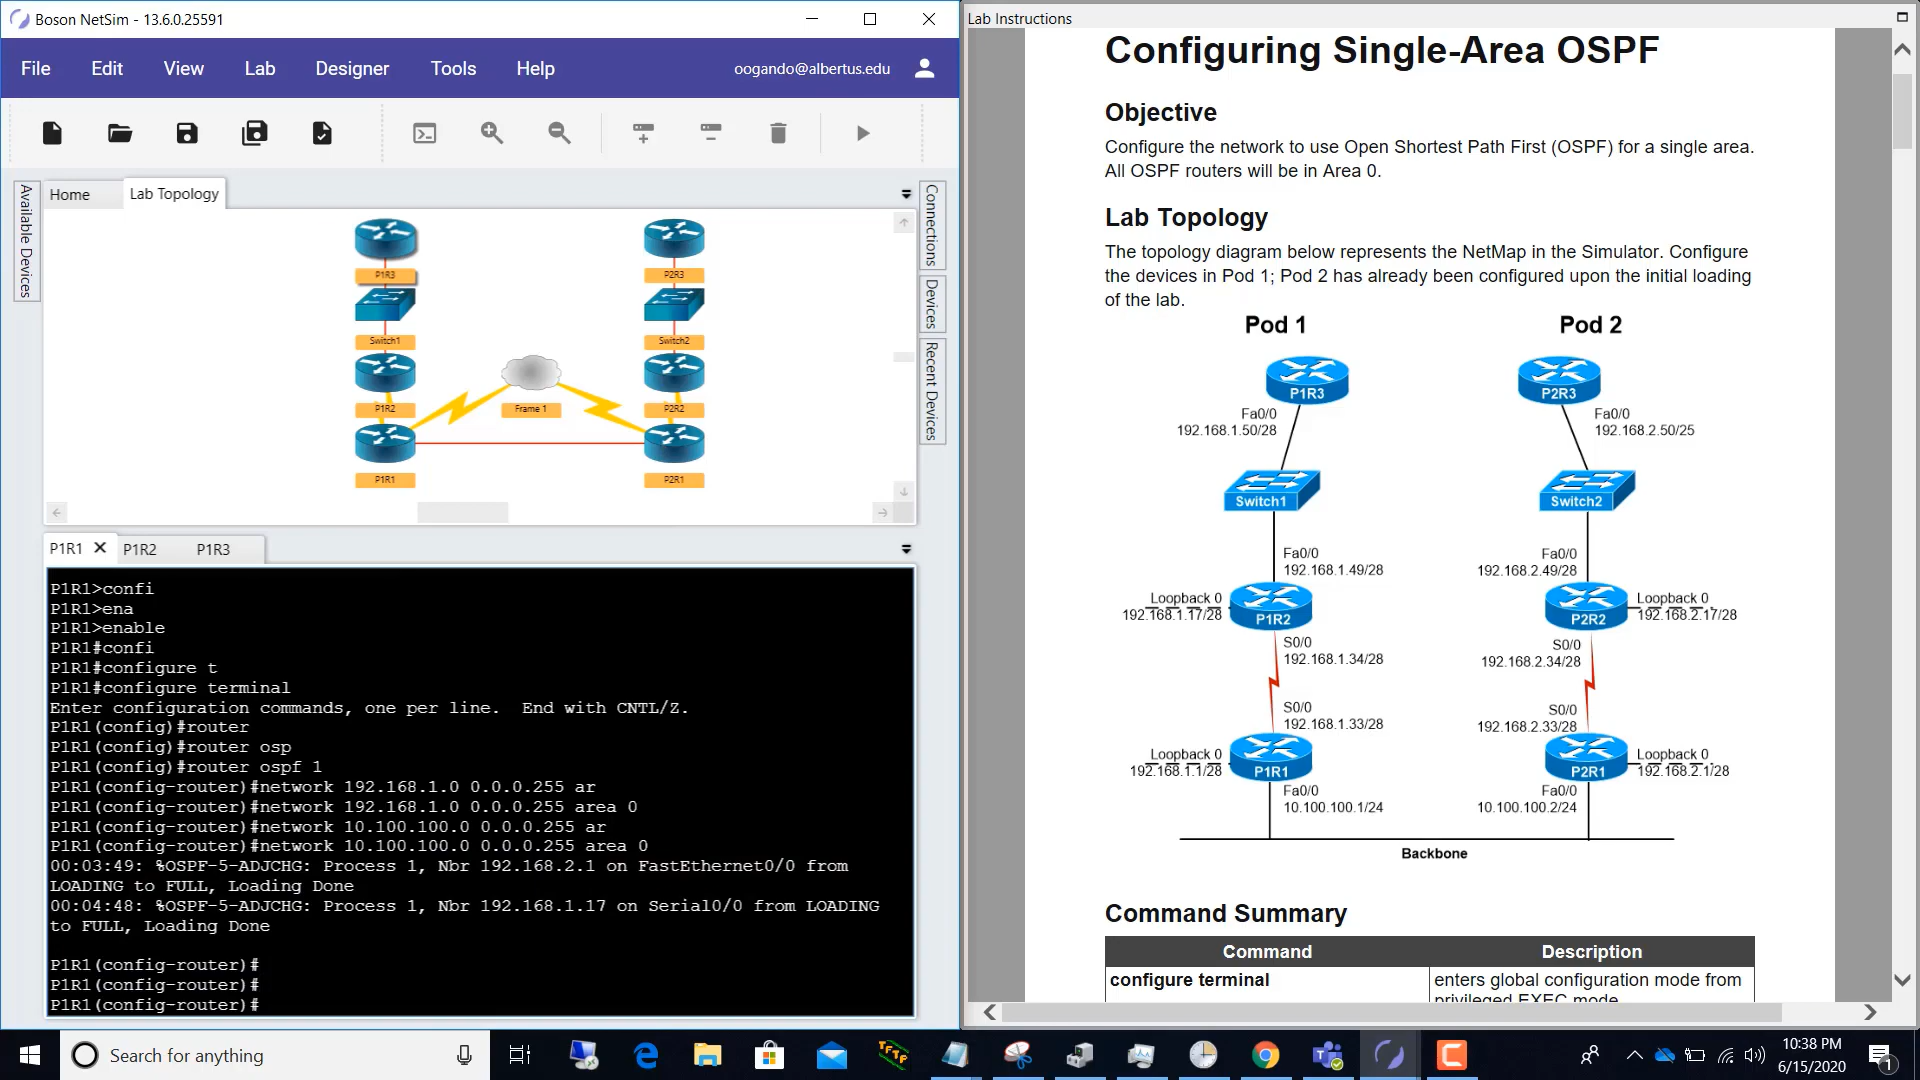 Boson NetSim - 13.6.0.25591
File Edit View Lab Designer Tools Help
oogando@albertus.edu
Available Devices
Home
Lab Topology
Connections
Devices
Recent Devices
P1R3
P2R3
Switch1
Switch2
P1R2
Frame 1
P2R2
P1R1
P2R1
P1R1 P1R2 P1R3
P1R1>confi
P1R1>ena
P1R1>enable
P1R1#confi
P1R1#configure t
P1R1#configure terminal
Enter configuration commands, one per line.  End with CNTL/Z.
P1R1(config)#router
P1R1(config)#router osp
P1R1(config)#router ospf 1
P1R1(config-router)#network 192.168.1.0 0.0.0.255 ar
P1R1(config-router)#network 192.168.1.0 0.0.0.255 area 0
P1R1(config-router)#network 10.100.100.0 0.0.0.255 ar
P1R1(config-router)#network 10.100.100.0 0.0.0.255 area 0
00:03:49: %OSPF-5-ADJCHG: Process 1, Nbr 192.168.2.1 on FastEthernet0/0 from
LOADING to FULL, Loading Done
00:04:48: %OSPF-5-ADJCHG: Process 1, Nbr 192.168.1.17 on Serial0/0 from LOADING
to FULL, Loading Done
P1R1(config-router)#
P1R1(config-router)#
P1R1(config-router)#
Lab Instructions
Configuring Single-Area OSPF
Objective
Configure the network to use Open Shortest Path First (OSPF) for a single area.
All OSPF routers will be in Area 0.
Lab Topology
The topology diagram below represents the NetMap in the Simulator. Configure
the devices in Pod 1; Pod 2 has already been configured upon the initial loading
of the lab.
Pod 1
Pod 2
P1R3
P2R3
Fa0/0
192.168.1.50/28
Fa0/0
192.168.2.50/25
Switch1
Switch2
Fa0/0
192.168.1.49/28
Fa0/0
192.168.2.49/28
Loopback 0
192.168.1.17/28
P1R2
P2R2
Loopback 0
192.168.2.17/28
S0/0
192.168.1.34/28
S0/0
192.168.2.34/28
S0/0
192.168.1.33/28
S0/0
192.168.2.33/28
Loopback 0
192.168.1.1/28
P1R1
P2R1
Loopback 0
192.168.2.1/28
Fa0/0
10.100.100.1/24
Fa0/0
10.100.100.2/24
Backbone
Command Summary
Command Description
configure terminal
enters global configuration mode from
privileged EXEC mode
Search for anything
TFTP
10:38 PM
6/15/2020
1